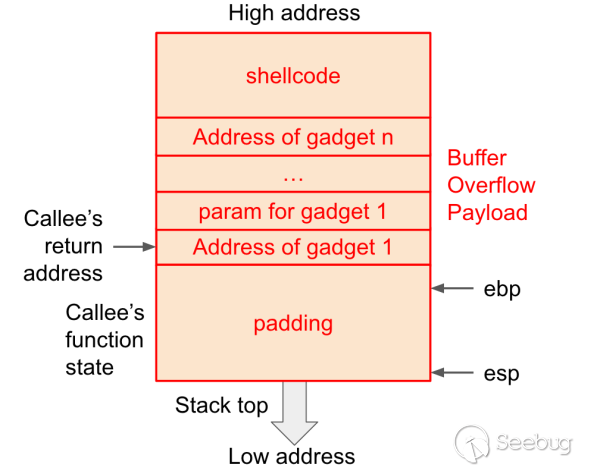 High address
shellcode
Address of gadget n
...
param for gadget 1
Address of gadget 1
padding
Buffer
Overflow
Payload
Callee’s
return
address
Callee’s
function
state
ebp
esp
Stack top
Low address
Seebug